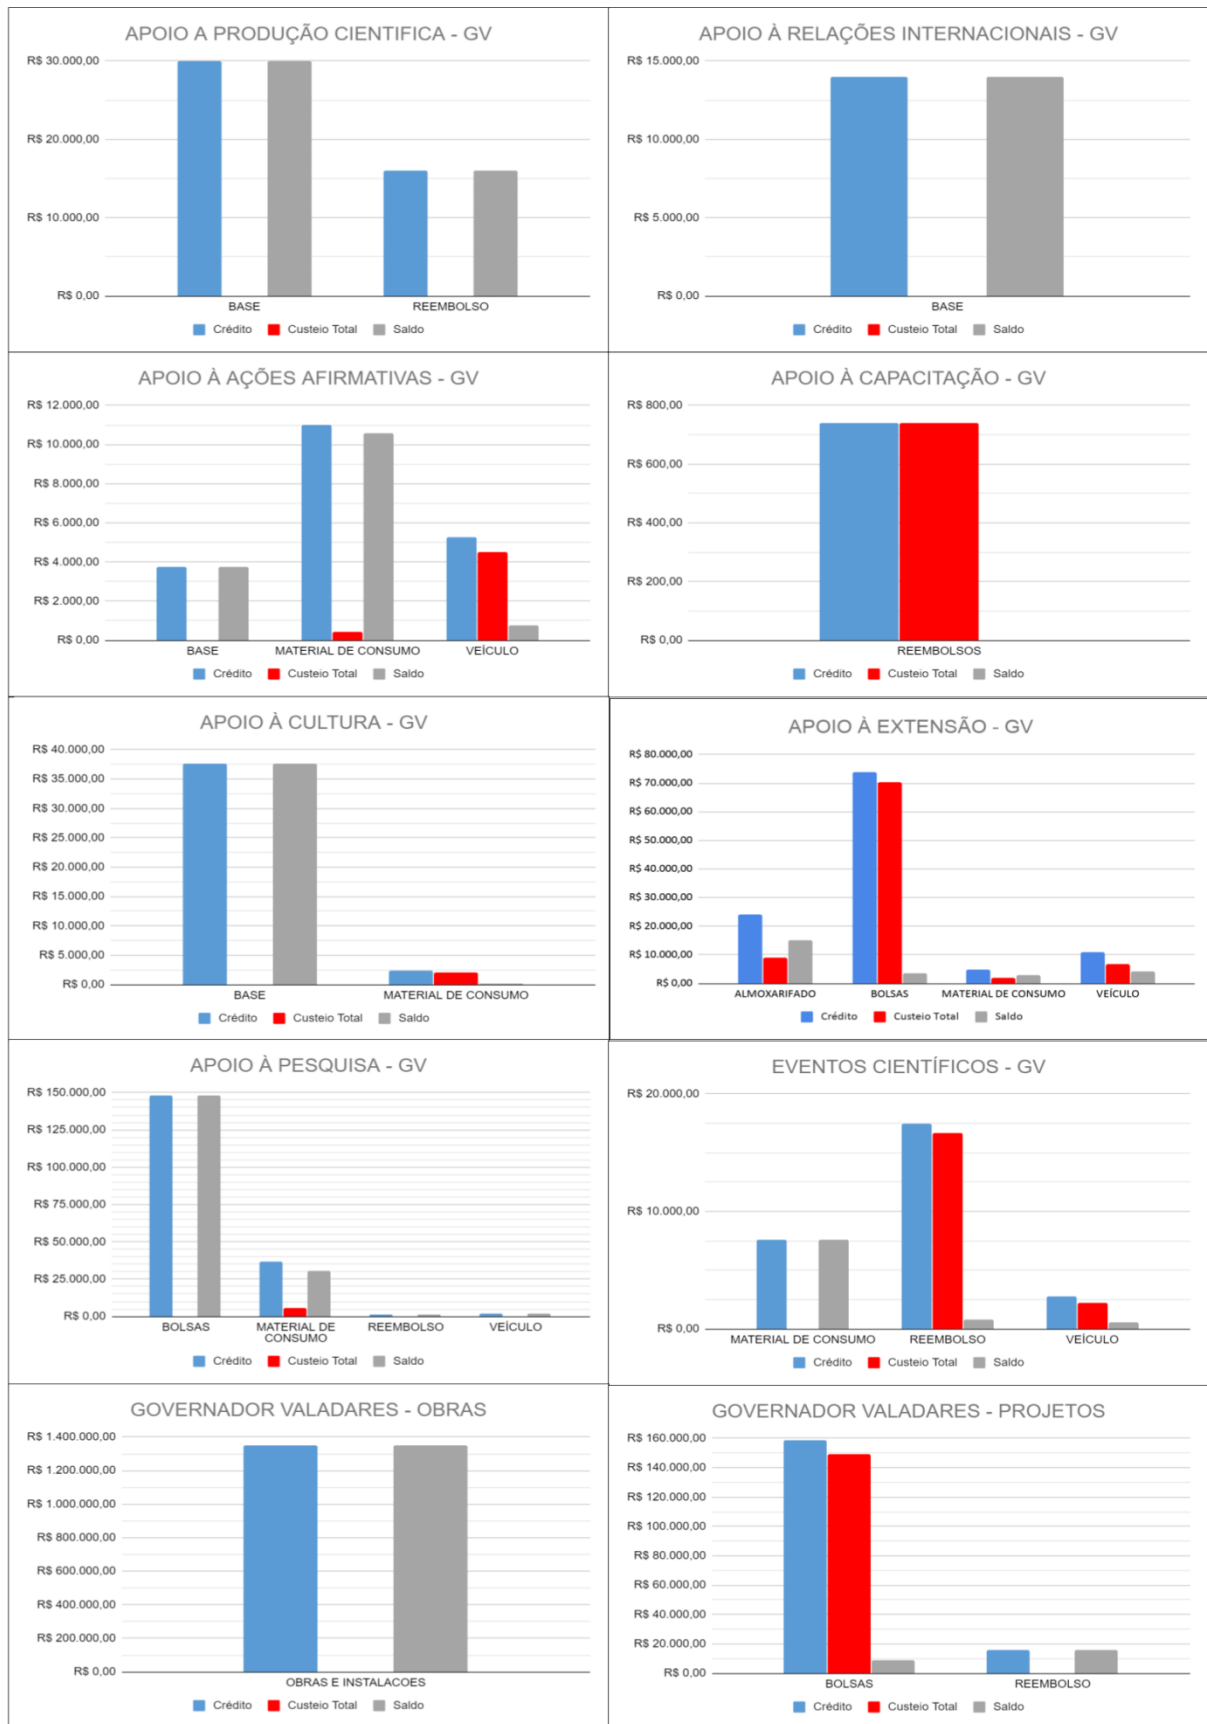 APOIO A PRODUÇÃO CIENTIFICA - GV
R$ 30.000,00
R$ 20.000,00
R$ 10.000,00
R$ 0,00
BASE REEMBOLSO
Crédito Custeio Total Saldo
APOIO À RELAÇÕES INTERNACIONAIS - GV
R$ 15.000,00
R$ 10.000,00
R$ 5.000,00
R$ 0,00
BASE
Crédito Custeio Total Saldo
APOIO À AÇÕES AFIRMATIVAS - GV
R$ 12.000,00
R$ 10.000,00
R$ 8.000,00
R$ 6.000,00
R$ 4.000,00
R$ 2.000,00
R$ 0,00
BASE MATERIAL DE CONSUMO VEÍCULO
Crédito Custeio Total Saldo
APOIO À CAPACITAÇÃO - GV
R$ 800,00
R$ 600,00
R$ 400,00
R$ 200,00
R$ 0,00
REEMBOLSOS
Crédito Custeio Total Saldo
APOIO À CULTURA - GV
R$ 40.000,00
R$ 35.000,00
R$ 30.000,00
R$ 25.000,00
R$ 20.000,00
R$ 15.000,00
R$ 10.000,00
R$ 5.000,00
R$ 0,00
BASE MATERIAL DE CONSUMO
Crédito Custeio Total Saldo
APOIO À EXTENSÃO - GV
R$ 80.000,00
R$ 70.000,00
R$ 60.000,00
R$ 50.000,00
R$ 40.000,00
R$ 30.000,00
R$ 20.000,00
R$ 10.000,00
R$ 0,00
ALMOXARIFADO BOLSAS MATERIAL DE CONSUMO VEÍCULO
Crédito Custeio Total Saldo
APOIO À PESQUISA - GV
R$ 150.000,00
R$ 125.000,00
R$ 100.000,00
R$ 75.000,00
R$ 50.000,00
R$ 25.000,00
R$ 0,00
BOLSAS MATERIAL DE REEMBOLSO VEÍCULO
CONSUMO
Crédito Custeio Total Saldo
EVENTOS CIENTÍFICOS - GV
R$ 20.000,00
R$ 10.000,00
R$ 0,00
MATERIAL DE CONSUMO REEMBOLSO VEÍCULO
Crédito Custeio Total Saldo
GOVERNADOR VALADARES - OBRAS
R$ 1.400.000,00
R$ 1.200.000,00
R$ 1.000.000,00
R$ 800.000,00
R$ 600.000,00
R$ 400.000,00
R$ 200.000,00
R$ 0,00
OBRAS E INSTALACOES
Crédito Custeio Total Saldo
GOVERNADOR VALADARES - PROJETOS
R$ 160.000,00
R$ 140.000,00
R$ 120.000,00
R$ 100.000,00
R$ 80.000,00
R$ 60.000,00
R$ 40.000,00
R$ 20.000,00
R$ 0,00
BOLSAS REEMBOLSO
Crédito Custeio Total Saldo